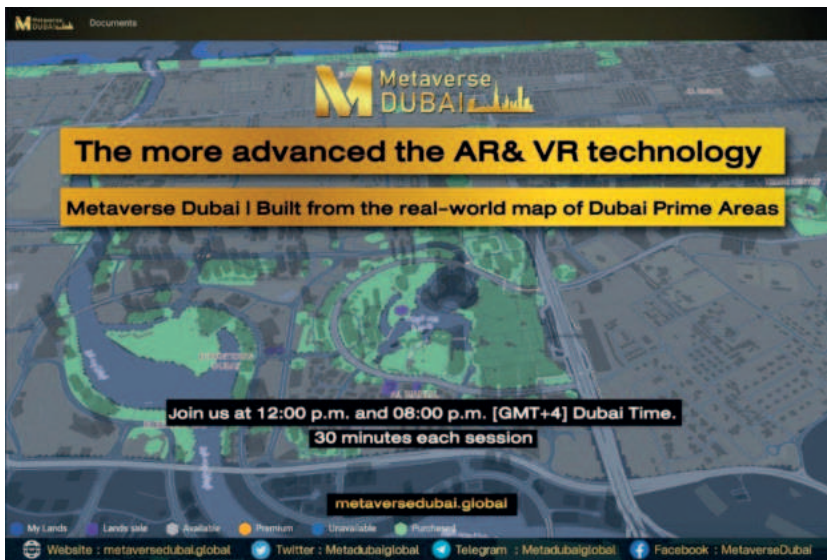 Metaverse DUBAI Documents
Metaverse
DUBAI
The more advanced the AR& VR technology
Metaverse Dubai | Built from the real-world map of Dubai Prime Areas
Join us at 12:00 p.m. and 08:00 p.m. [GMT+4] Dubai Time.
30 minutes each session
metaversedubai.global
My Lands Lands sale Available Premium Unavailable Purchased
Website : metaversedubai.global Twitter : Metadubaiglobal Telegram : Metadubaiglobal Facebook : MetaverseDubai